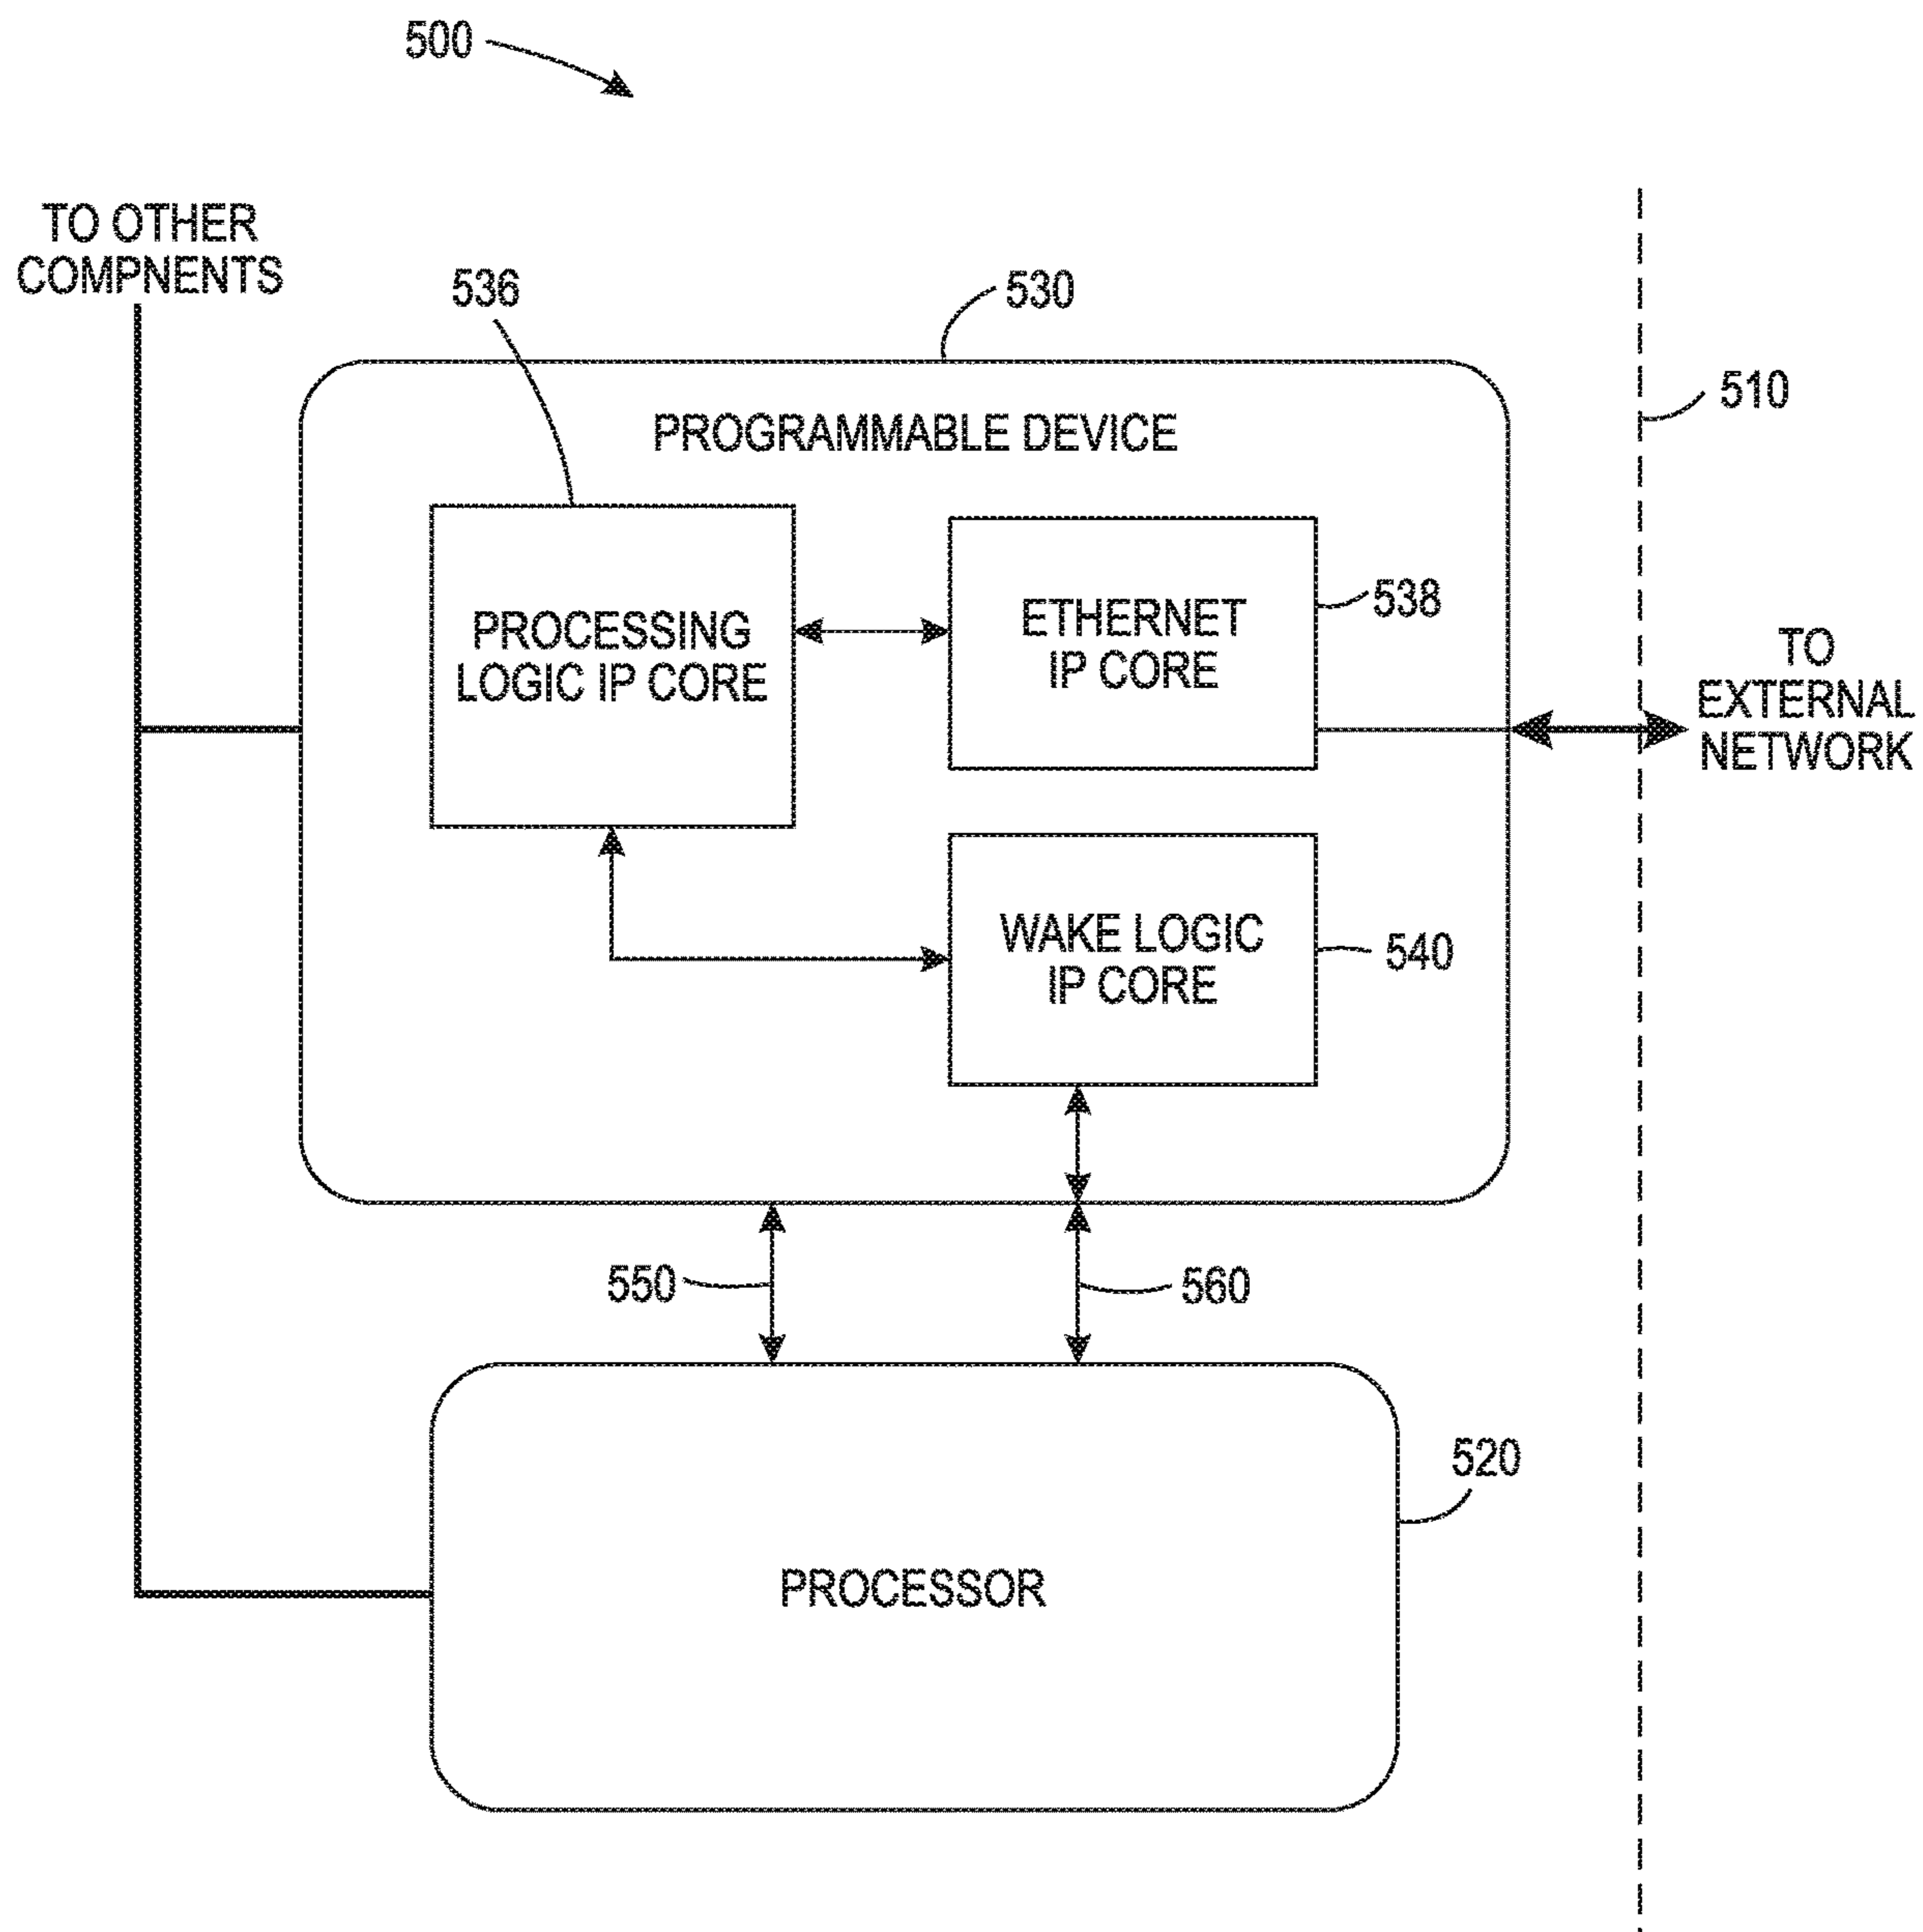 500
TO OTHER
COMPNENTS
536
530
510
PROGRAMMABLE DEVICE
PROCESSING
LOGIC IP CORE
ETHERNET
IP CORE
538
TO
EXTERNAL
NETWORK
WAKE LOGIC
IP CORE
540
550
560
520
PROCESSOR